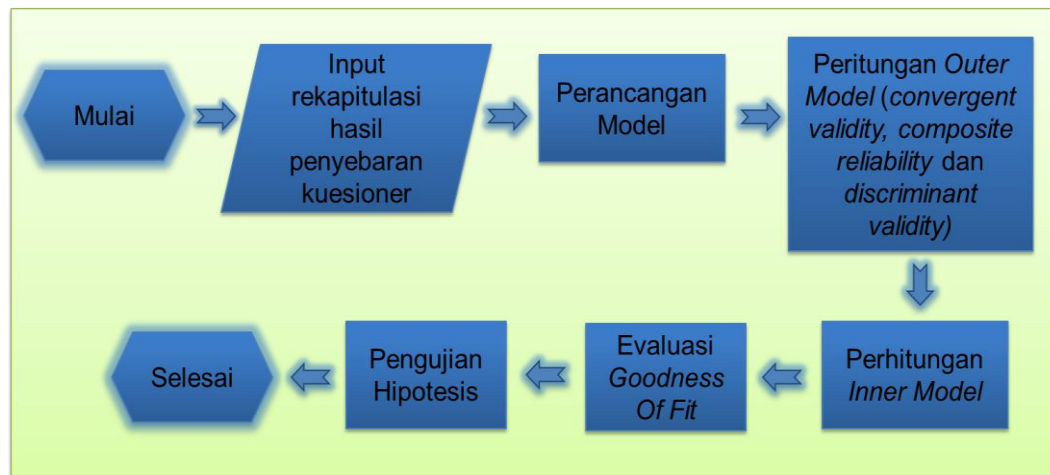 Mulai
Input
rekapitulasi
hasil
penyebaran
kuesioner
Perancangan
Model
Peritungan Outer
Model (convergent
validity, composite
reliability dan
discriminant
validity)
Perhitungan
Inner Model
Evaluasi
Goodness
Of Fit
Pengujian
Hipotesis
Selesai